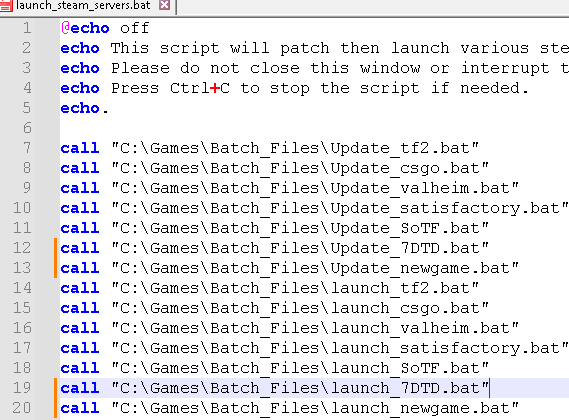 launch_steam_servers.bat
1 @echo off
2 echo This script will patch then launch various ste
3 echo Please do not close this window or interrupt t
4 echo Press Ctrl+C to stop the script if needed.
5 echo.
6
7 call "C:\Games\Batch_Files\Update_tf2.bat"
8 call "C:\Games\Batch_Files\Update_csgo.bat"
9 call "C:\Games\Batch_Files\Update_valheim.bat"
10 call "C:\Games\Batch_Files\Update_satisfactory.bat"
11 call "C:\Games\Batch_Files\Update_SoTF.bat"
12 call "C:\Games\Batch_Files\Update_7DTD.bat"
13 call "C:\Games\Batch_Files\Update_newgame.bat"
14 call "C:\Games\Batch_Files\launch_tf2.bat"
15 call "C:\Games\Batch_Files\launch_csgo.bat"
16 call "C:\Games\Batch_Files\launch_valheim.bat"
17 call "C:\Games\Batch_Files\launch_satisfactory.bat"
18 call "C:\Games\Batch_Files\launch_SoTF.bat"
19 call "C:\Games\Batch_Files\launch_7DTD.bat"
20 call "C:\Games\Batch_Files\launch_newgame.bat"